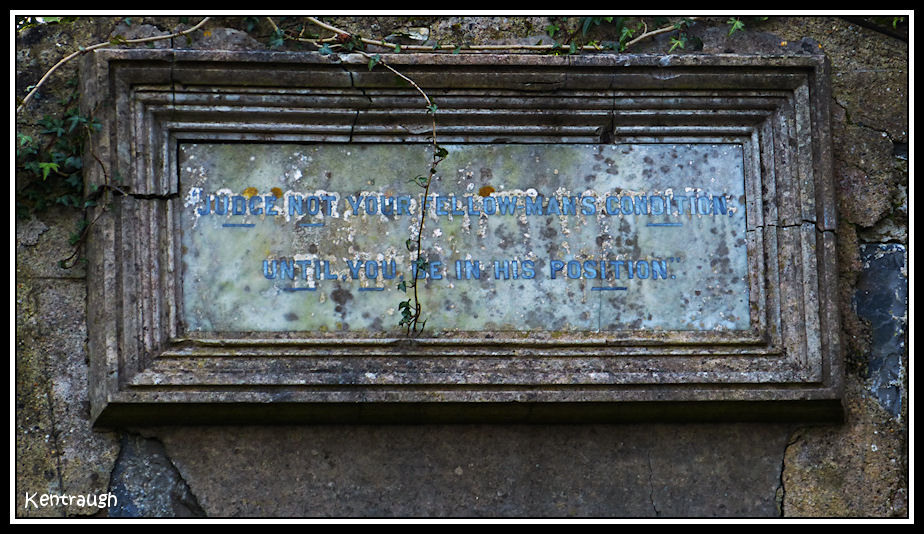 "JUDGE NOT YOUR FELLOW MAN'S CONDITION,
UNTIL YOU BE IN HIS POSITION."
Kentraugh